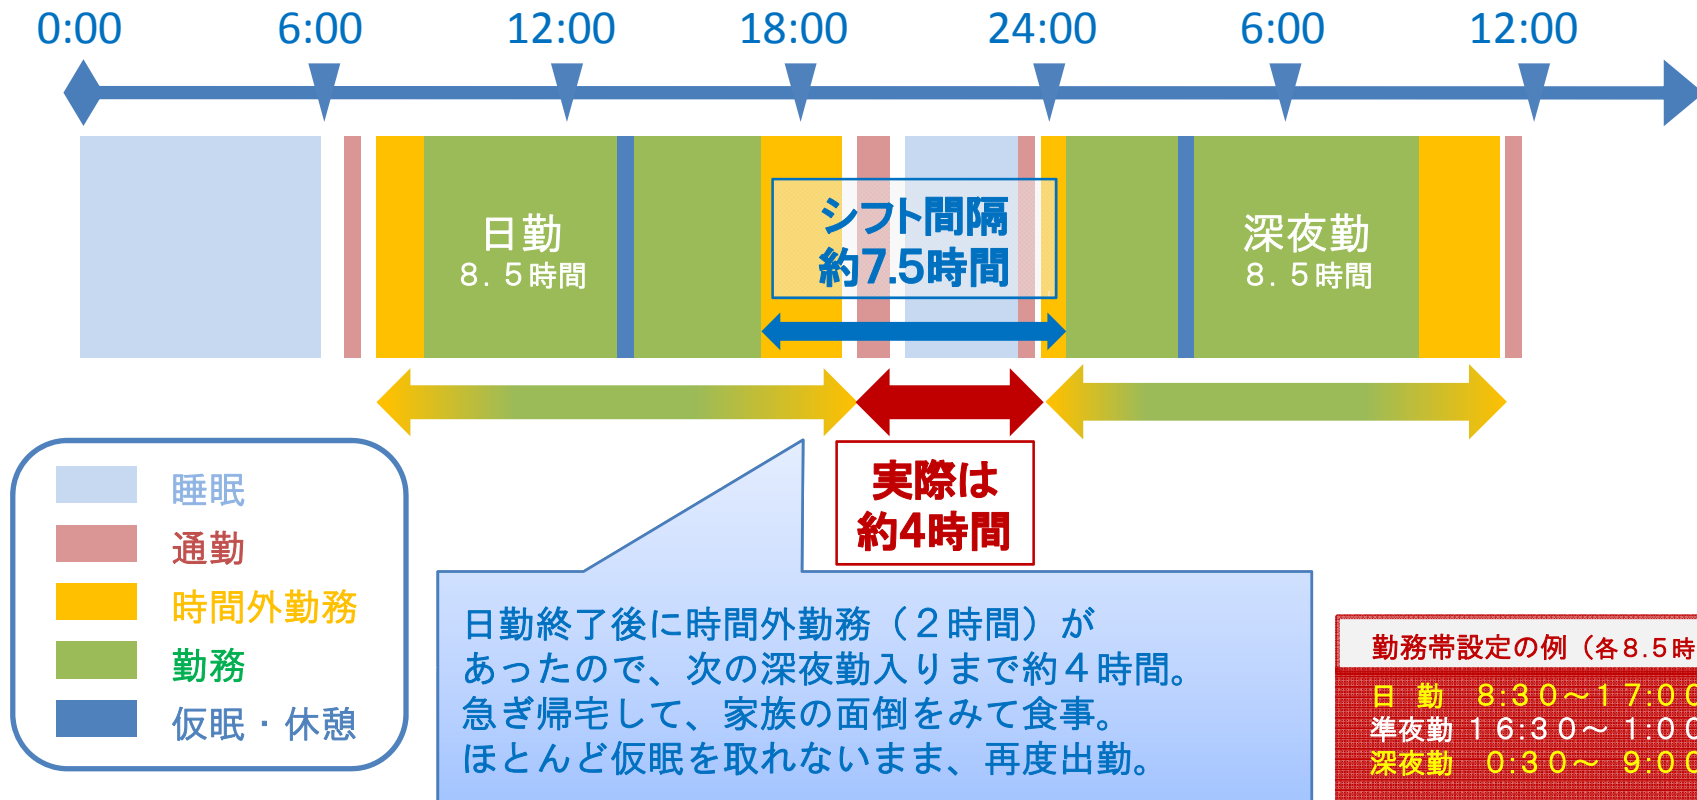 0:00 6:00 12:00 18:00 24:00 6:00 12:00
日勤
8.5時間
シフト間隔
約7.5時間
深夜勤
8.5時間
実際は
約4時間
睡眠
通勤
時間外勤務
勤務
仮眠・休憩
日勤終了後に時間外勤務（２時間）が
あったので、次の深夜勤入りまで約４時間。
急ぎ帰宅して、家族の面倒をみて食事。
ほとんど仮眠を取れないまま、再度出勤。
勤務帯設定の例（各8.5時
日 勤 8:30～17:00
準夜勤 16:30～ 1:00
深夜勤 0:30～ 9:00